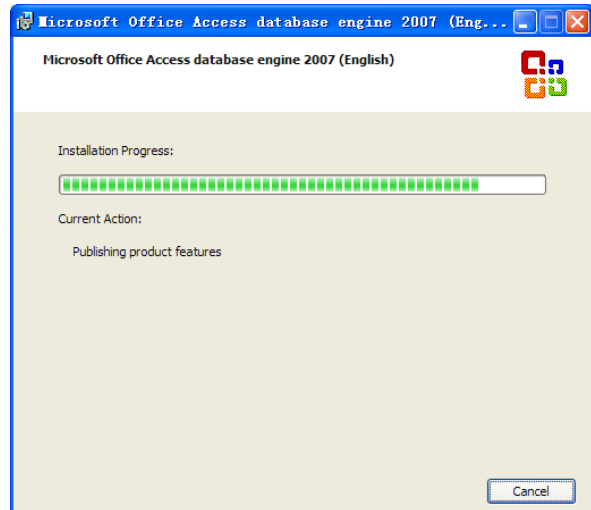 Microsoft Office Access database engine 2007 (Eng...
Microsoft Office Access database engine 2007 (English)
Installation Progress:
Current Action:
Publishing product features
Cancel